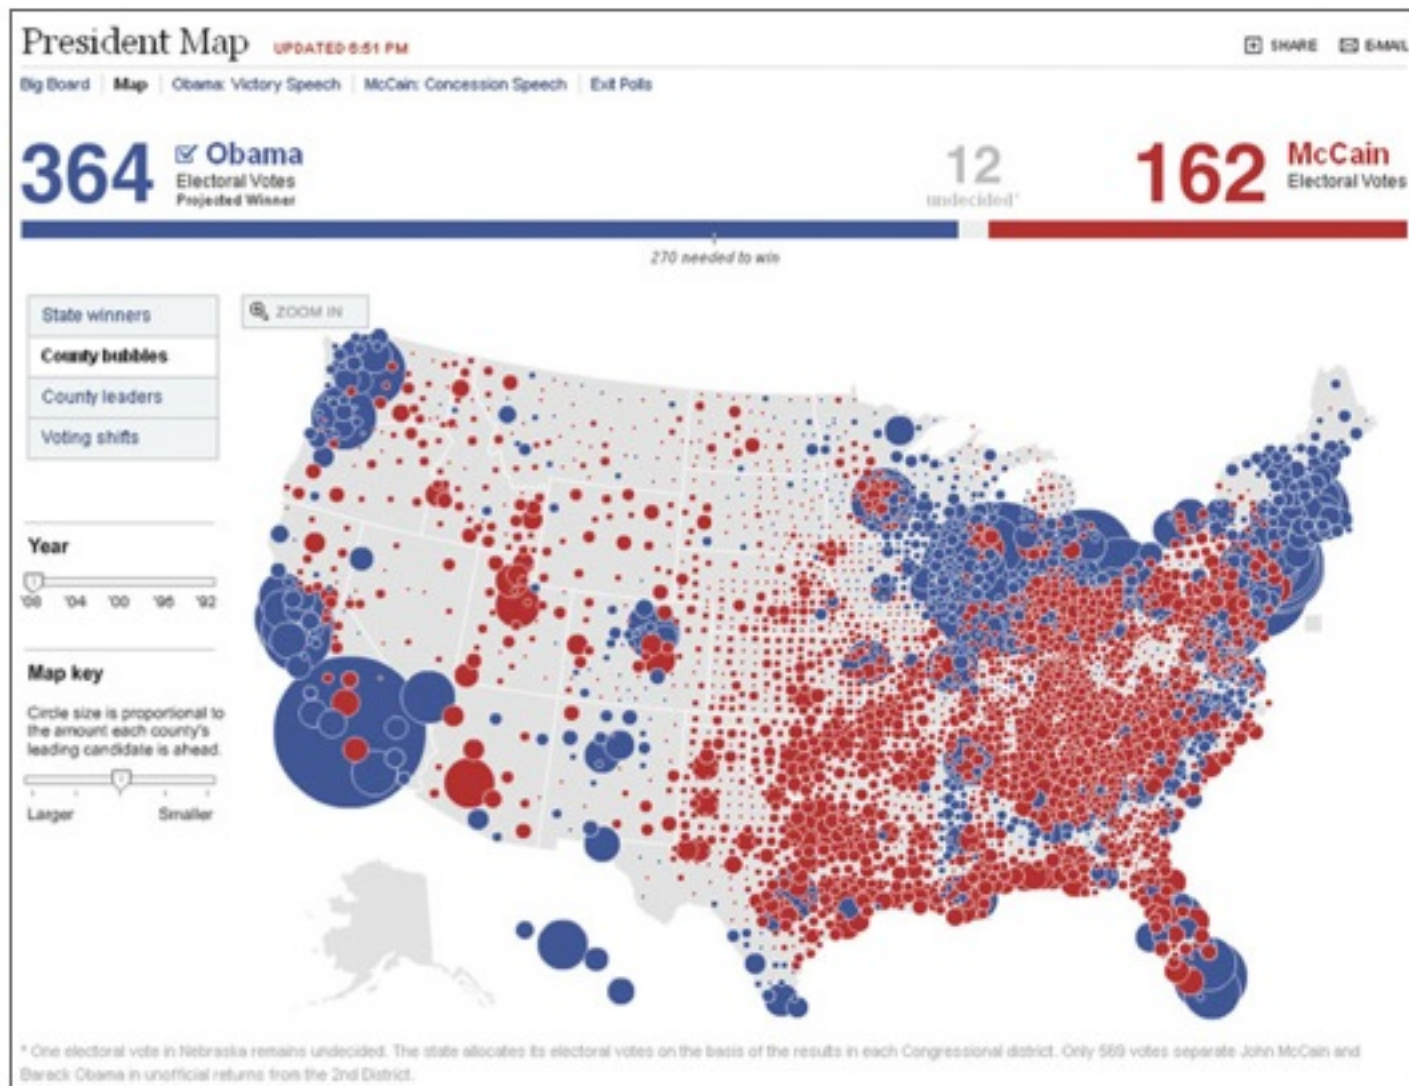 President Map UPDATED 6:51 PM
SHARE E-MAIL
Big Board Map Obama: Victory Speech McCain: Concession Speech Exit Polls
364 Obama
Electoral Votes
Projected Winner
12
undecided*
162 McCain
Electoral Votes
270 needed to win
State winners
County bubbles
County leaders
Voting shifts
ZOOM IN
Year
'08 '04 '00 '96 '92
Map key
Circle size is proportional to
the amount each county's
leading candidate is ahead.
Larger Smaller
* One electoral vote in Nebraska remains undecided. The state allocates its electoral votes on the basis of the results in each Congressional district. Only 569 votes separate John McCain and
Barack Obama in unofficial returns from the 2nd District.